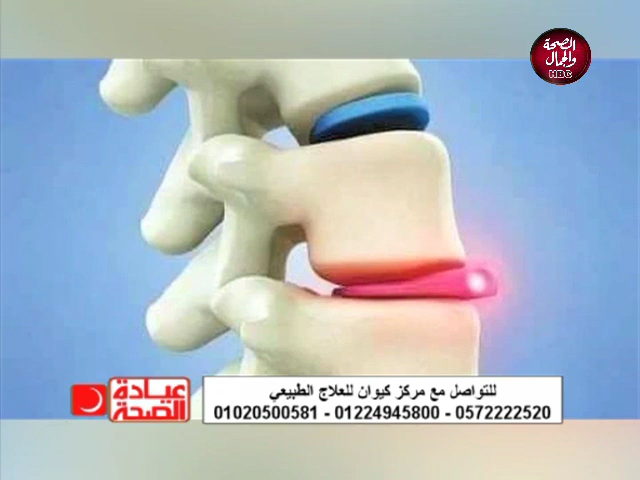 الصحة
والجمال
HBC
عيادة
الصحة
للتواصل مع مركز كيوان للعلاج الطبيعي
01020500581 - 01224945800 - 0572222520